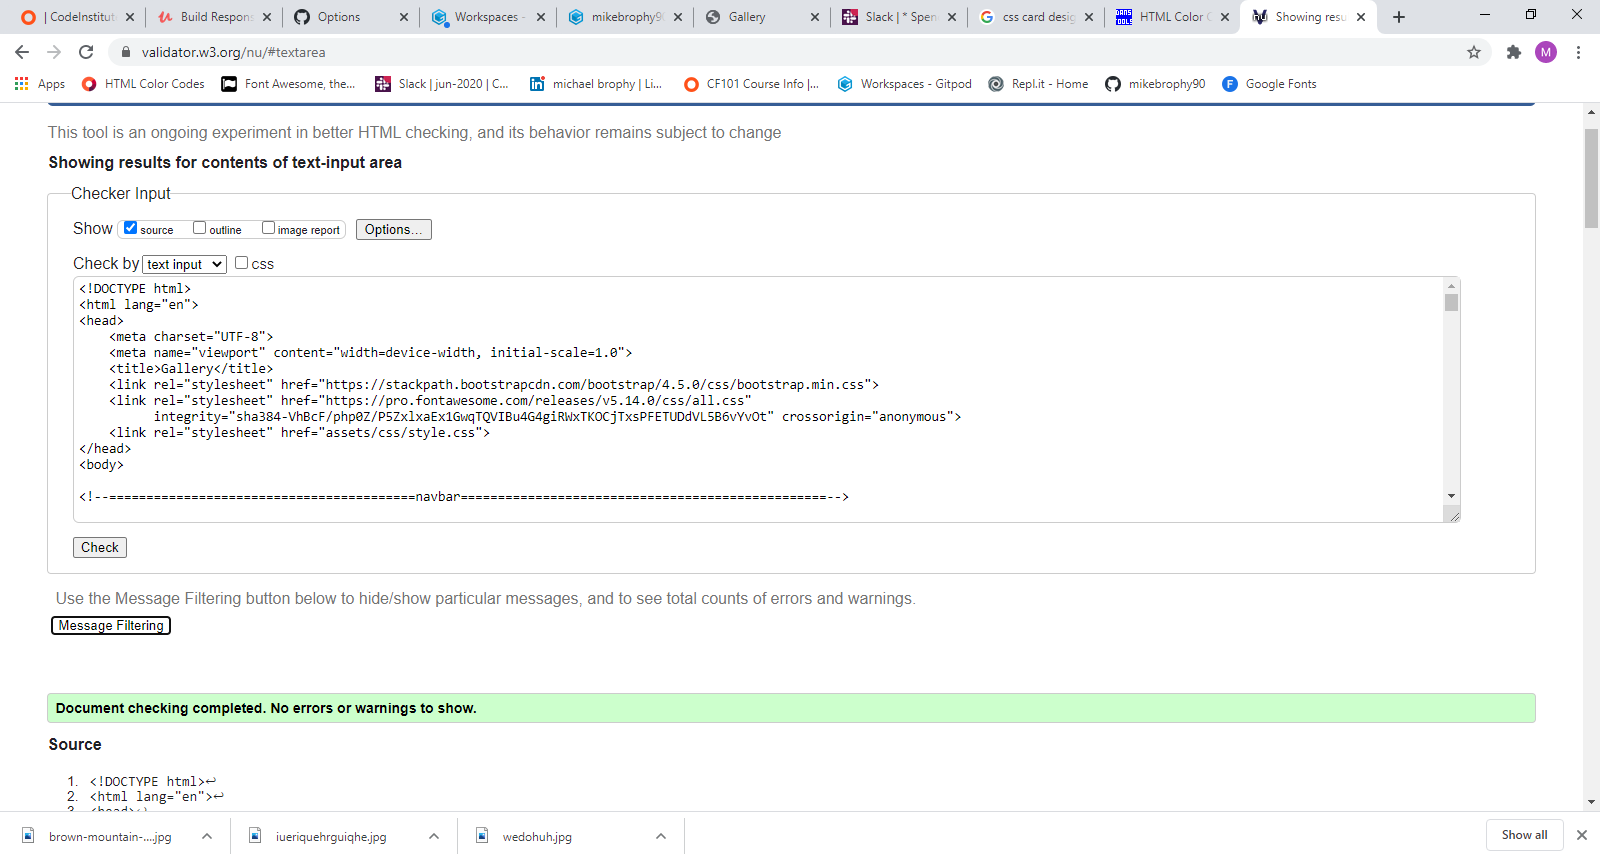 | CodeInstitut
Build Respons
Options
Workspaces -
mikebrophy9
Gallery
Slack | * Spen
css card desig
HTML Color C
Showing resu
validator.w3.org/nu/#textarea
M
Apps
HTML Color Codes
Font Awesome, the...
Slack | jun-2020 | C...
michael brophy | Li...
CF101 Course Info |...
Workspaces - Gitpod
Repl.it - Home
mikebrophy90
Google Fonts
This tool is an ongoing experiment in better HTML checking, and its behavior remains subject to change
Showing results for contents of text-input area
Checker Input
Show source outline image report Options...
Check by text input css
<!DOCTYPE html>
<html lang="en">
<head>
<meta charset="UTF-8">
<meta name="viewport" content="width=device-width, initial-scale=1.0">
<title>Gallery</title>
<link rel="stylesheet" href="https://stackpath.bootstrapcdn.com/bootstrap/4.5.0/css/bootstrap.min.css">
<link rel="stylesheet" href="https://pro.fontawesome.com/releases/v5.14.0/css/all.css"
integrity="sha384-VhBcF/php0Z/P5ZxlxaEx1GwqTQVIBu4G4giRWxTKOCjTxsPFETUDdVL5B6vYvOt" crossorigin="anonymous">
<link rel="stylesheet" href="assets/css/style.css">
</head>
<body>
<!--=========================================navbar=================================================-->
Check
Use the Message Filtering button below to hide/show particular messages, and to see total counts of errors and warnings.
Message Filtering
Document checking completed. No errors or warnings to show.
Source
1. <!DOCTYPE html>↩
2. <html lang="en">↩
3. <head>↩
brown-mountain-....jpg
iueriquehrguiqhe.jpg
wedohuh.jpg
Show all